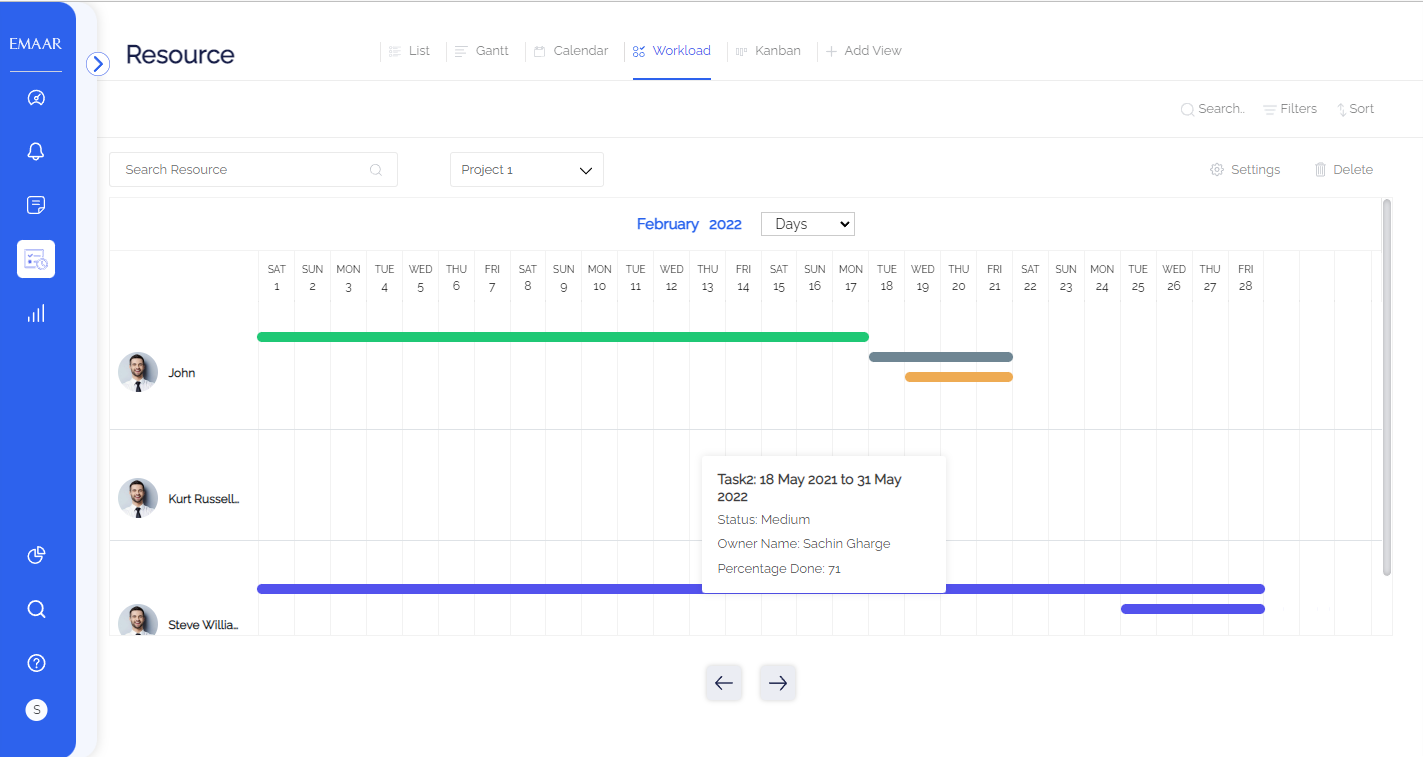 EMAAR
Resource
List
Gantt
Calendar
Workload
Kanban
Add View
Search..
Filters
Sort
Search Resource
Project 1
Settings
Delete
February 2022
Days
SAT SUN MON TUE WED THU FRI SAT SUN MON TUE WED THU FRI SAT SUN MON TUE WED THU FRI SAT SUN MON TUE WED THU FRI
1 2 3 4 5 6 7 8 9 10 11 12 13 14 15 16 17 18 19 20 21 22 23 24 25 26 27 28
John
Kurt Russell...
Task2: 18 May 2021 to 31 May
2022
Status: Medium
Owner Name: Sachin Gharge
Percentage Done: 71
Steve Willia...
S